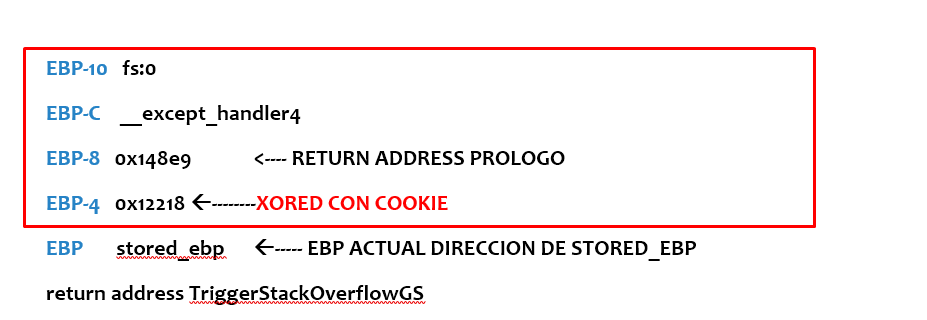 EBP-10 fs:0
EBP-C __except_handler4
EBP-8 0x148e9 <---- RETURN ADDRESS PROLOGO
EBP-4 0x12218 ←--------XORED CON COOKIE
EBP stored_ebp ←----- EBP ACTUAL DIRECCION DE STORED_EBP
return address TriggerStackOverflowGS